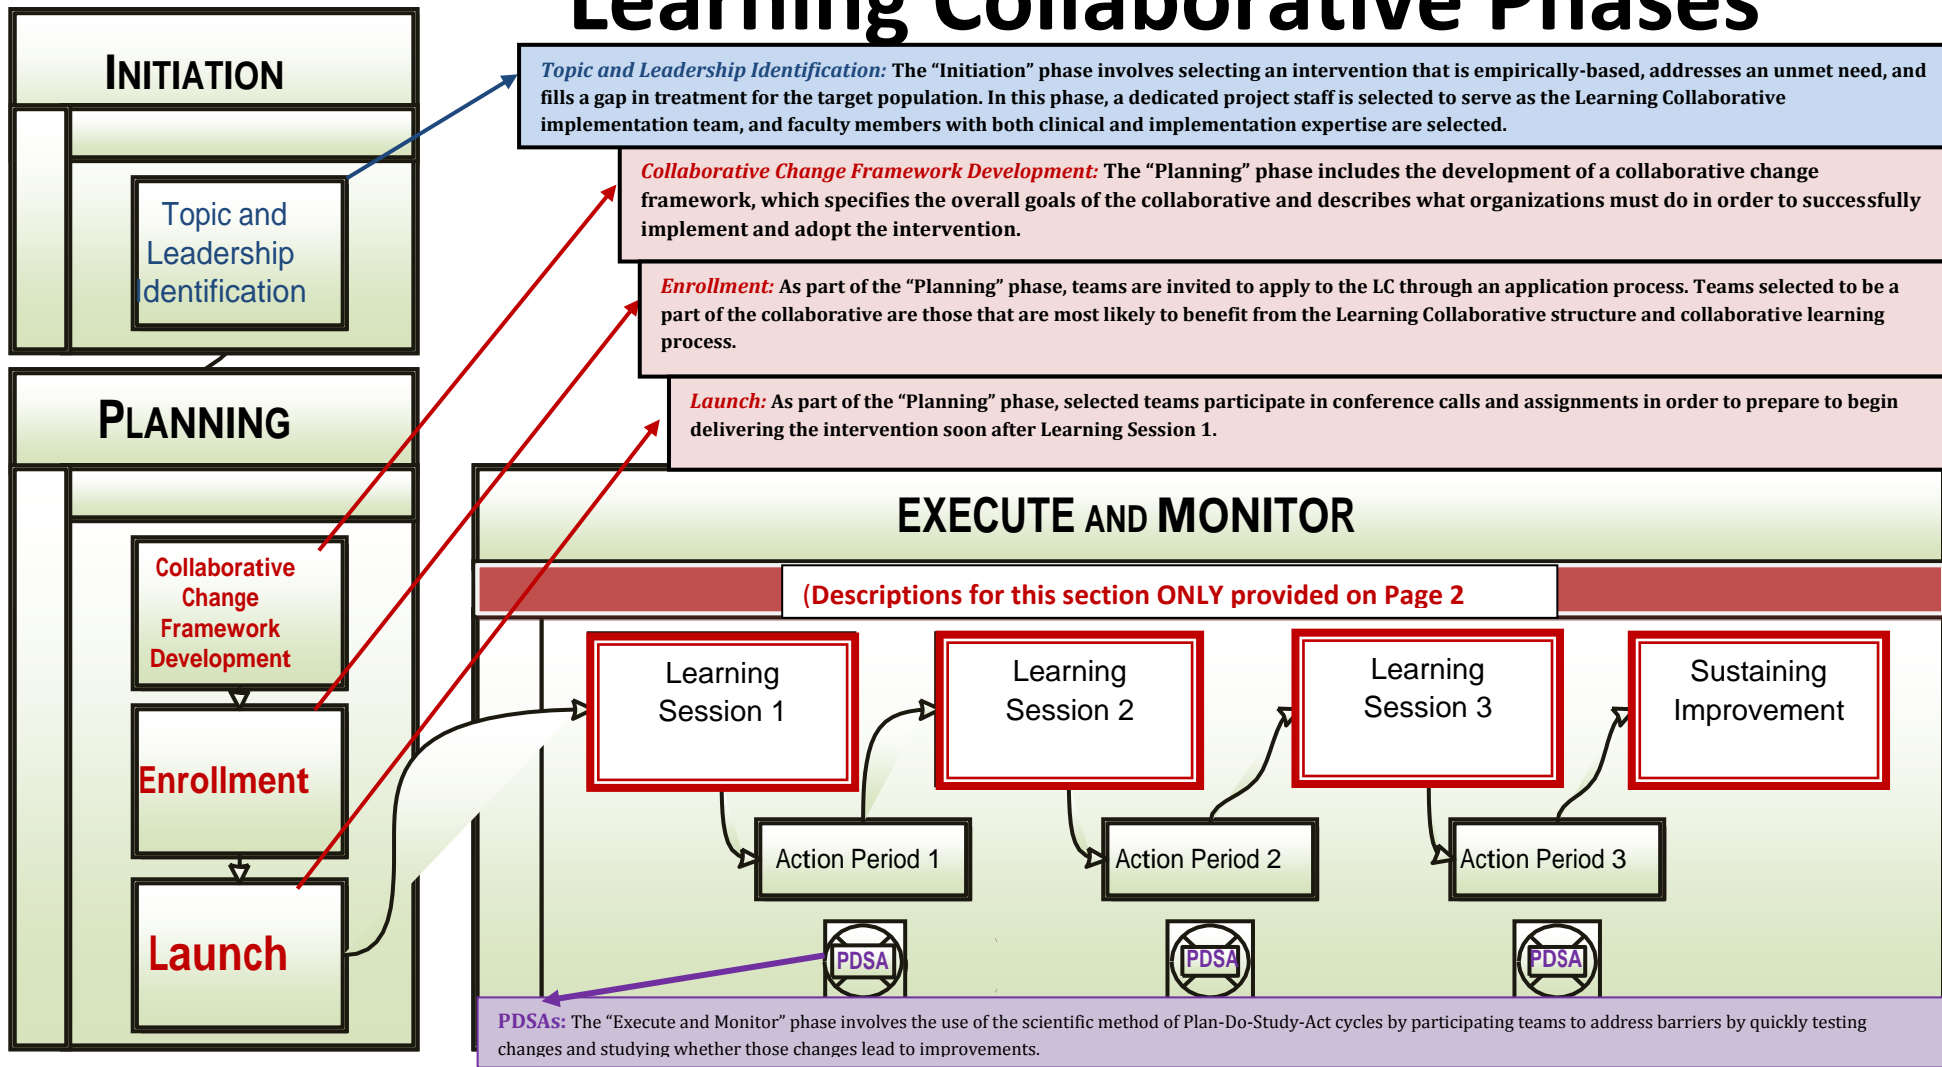 Learning Collaborative Phases
INITIATION
Topic and Leadership Identification: The “Initiation” phase involves selecting an intervention that is empirically-based, addresses an unmet need, and
fills a gap in treatment for the target population. In this phase, a dedicated project staff is selected to serve as the Learning Collaborative
implementation team, and faculty members with both clinical and implementation expertise are selected.
Topic and
Leadership
Identification
Collaborative Change Framework Development: The “Planning” phase includes the development of a collaborative change
framework, which specifies the overall goals of the collaborative and describes what organizations must do in order to successfully
implement and adopt the intervention.
Enrollment: As part of the “Planning” phase, teams are invited to apply to the LC through an application process. Teams selected to be a
part of the collaborative are those that are most likely to benefit from the Learning Collaborative structure and collaborative learning
process.
PLANNING
Launch: As part of the “Planning” phase, selected teams participate in conference calls and assignments in order to prepare to begin
delivering the intervention soon after Learning Session 1.
Collaborative
Change
Framework
Development
Enrollment
Launch
EXECUTE AND MONITOR
(Descriptions for this section ONLY provided on Page 2
Learning
Session 1
Learning
Session 2
Learning
Session 3
Sustaining
Improvement
Action Period 1
Action Period 2
Action Period 3
PDSA
PDSA
PDSA
PDSAs: The “Execute and Monitor” phase involves the use of the scientific method of Plan-Do-Study-Act cycles by participating teams to address barriers by quickly testing
changes and studying whether those changes lead to improvements.